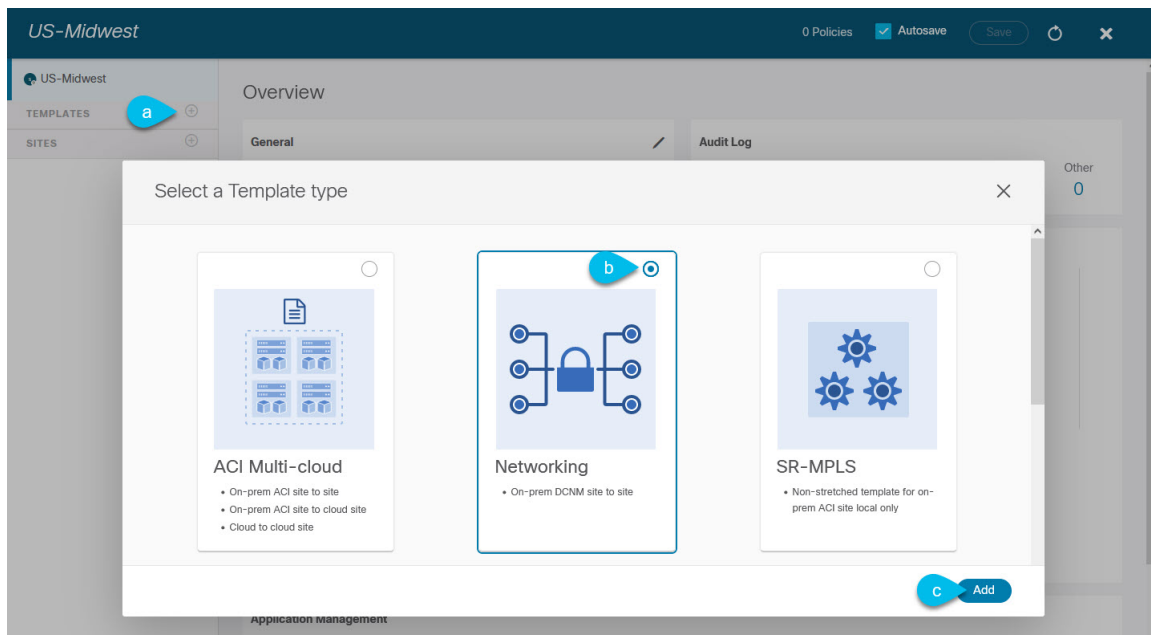 US-Midwest
0 Policies
Autosave
Save
US-Midwest
TEMPLATES
a
SITES
Overview
General
Audit Log
Other
0
Select a Template type
b
ACI Multi-cloud
• On-prem ACI site to site
• On-prem ACI site to cloud site
• Cloud to cloud site
Networking
• On-prem DCNM site to site
SR-MPLS
• Non-stretched template for on-
prem ACI site local only
c
Add
Application Management